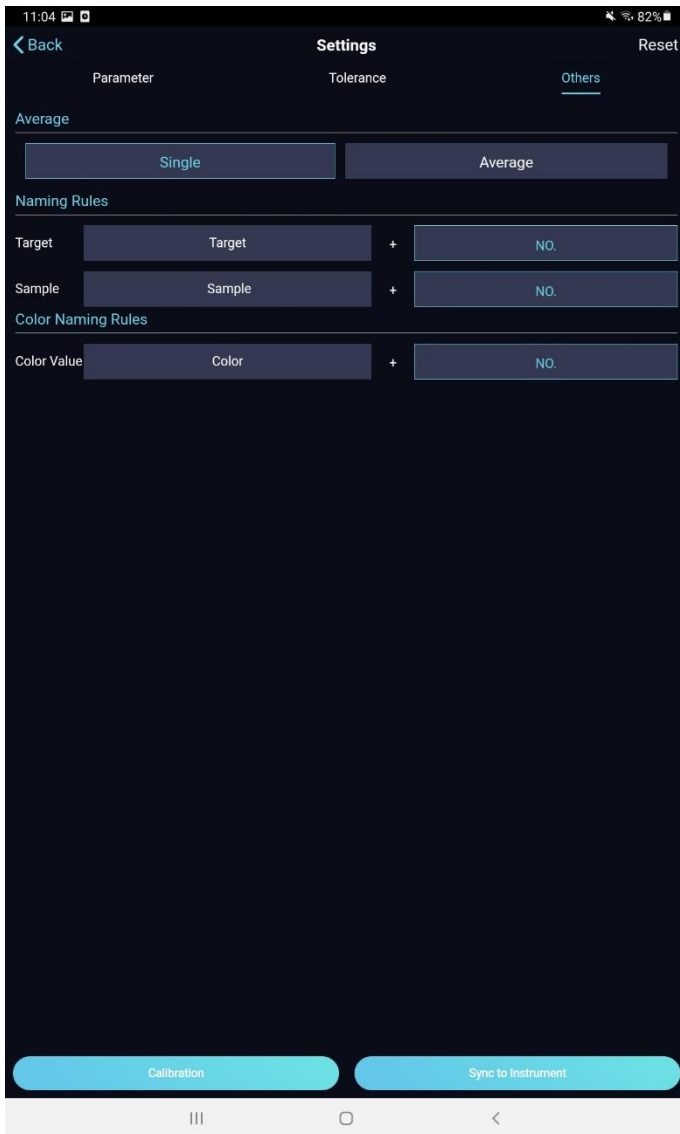 11:04 82%
Back Settings Reset
Parameter Tolerance Others
Average
Single Average
Naming Rules
Target Target + NO.
Sample Sample + NO.
Color Naming Rules
Color Value Color + NO.
Calibration Sync to Instrument